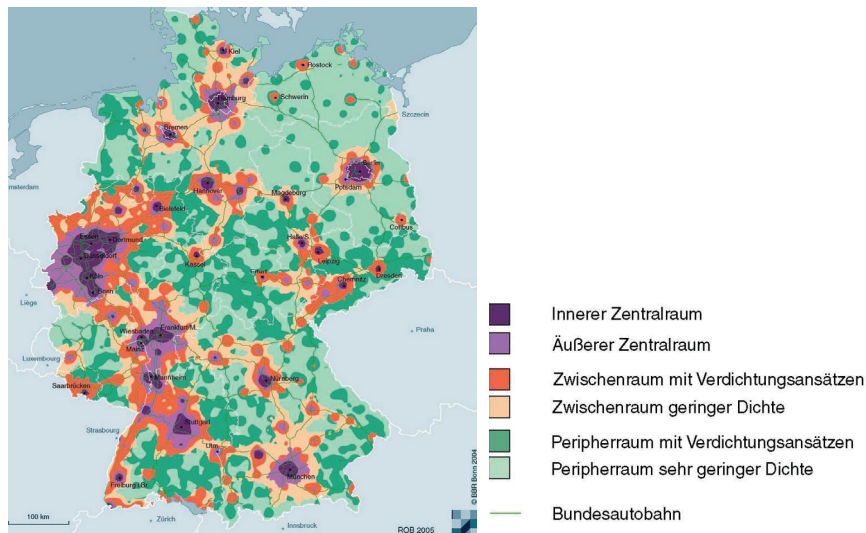 Kiel
Rostock
Hamburg
Schwerin
Szczecin
Bremen
Berlin
Potsdam
Hannover
Magdeburg
Bielefeld
Cottbus
Essen
Dortmund
Düsseldorf
Halle/S.
Leipzig
Kassel
Erfurt
Dresden
Chemnitz
Köln
Bonn
Liège
Praha
Wiesbaden
Frankfurt/M.
Mainz
Luxembourg
Mannheim
Saarbrücken
Nürnberg
Strasbourg
Stuttgart
Ulm
München
Freiburg i.Br.
Zürich
Innsbruck
100 km
ROB 2005
© BBR Bonn 2004
Innerer Zentralraum
Äußerer Zentralraum
Zwischenraum mit Verdichtungsansätzen
Zwischenraum geringer Dichte
Peripherraum mit Verdichtungsansätzen
Peripherraum sehr geringer Dichte
Bundesautobahn